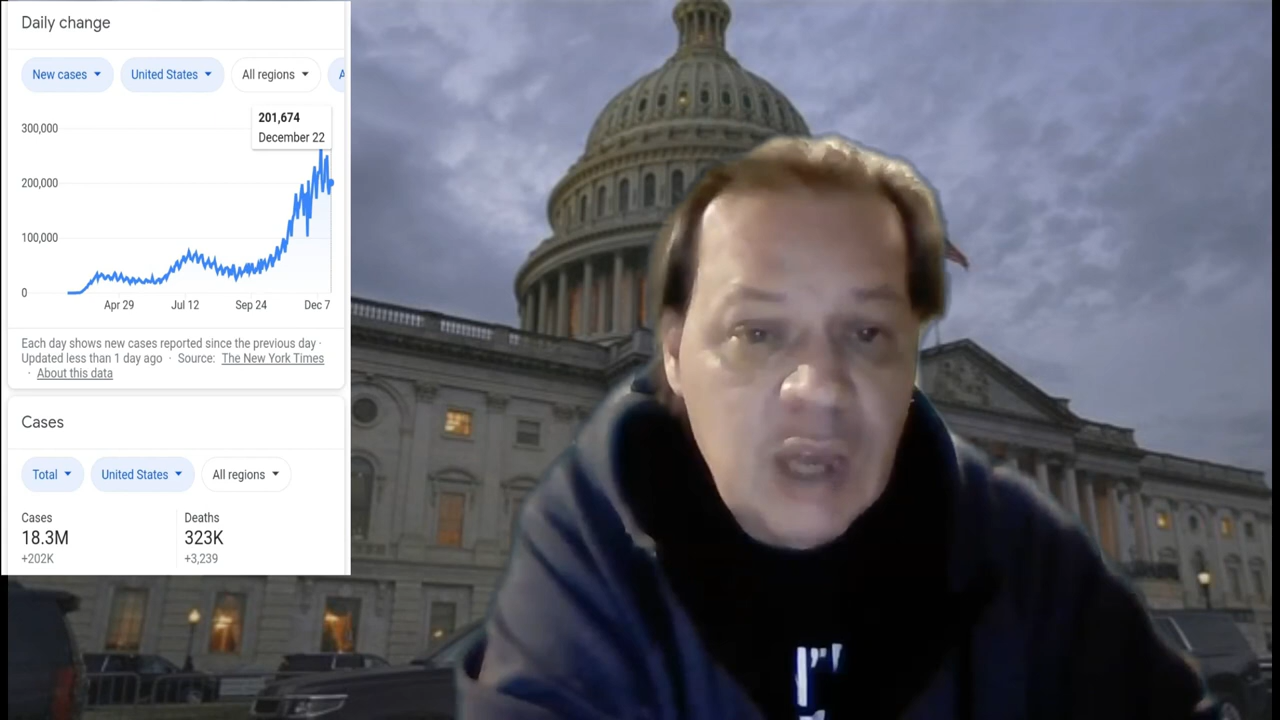 Daily change
New cases United States All regions A
201,674
December 22
300,000
200,000
100,000
0
Apr 29 Jul 12 Sep 24 Dec 7
Each day shows new cases reported since the previous day ·
Updated less than 1 day ago · Source: The New York Times
· About this data
Cases
Total United States All regions
Cases Deaths
18.3M 323K
+202K +3,239